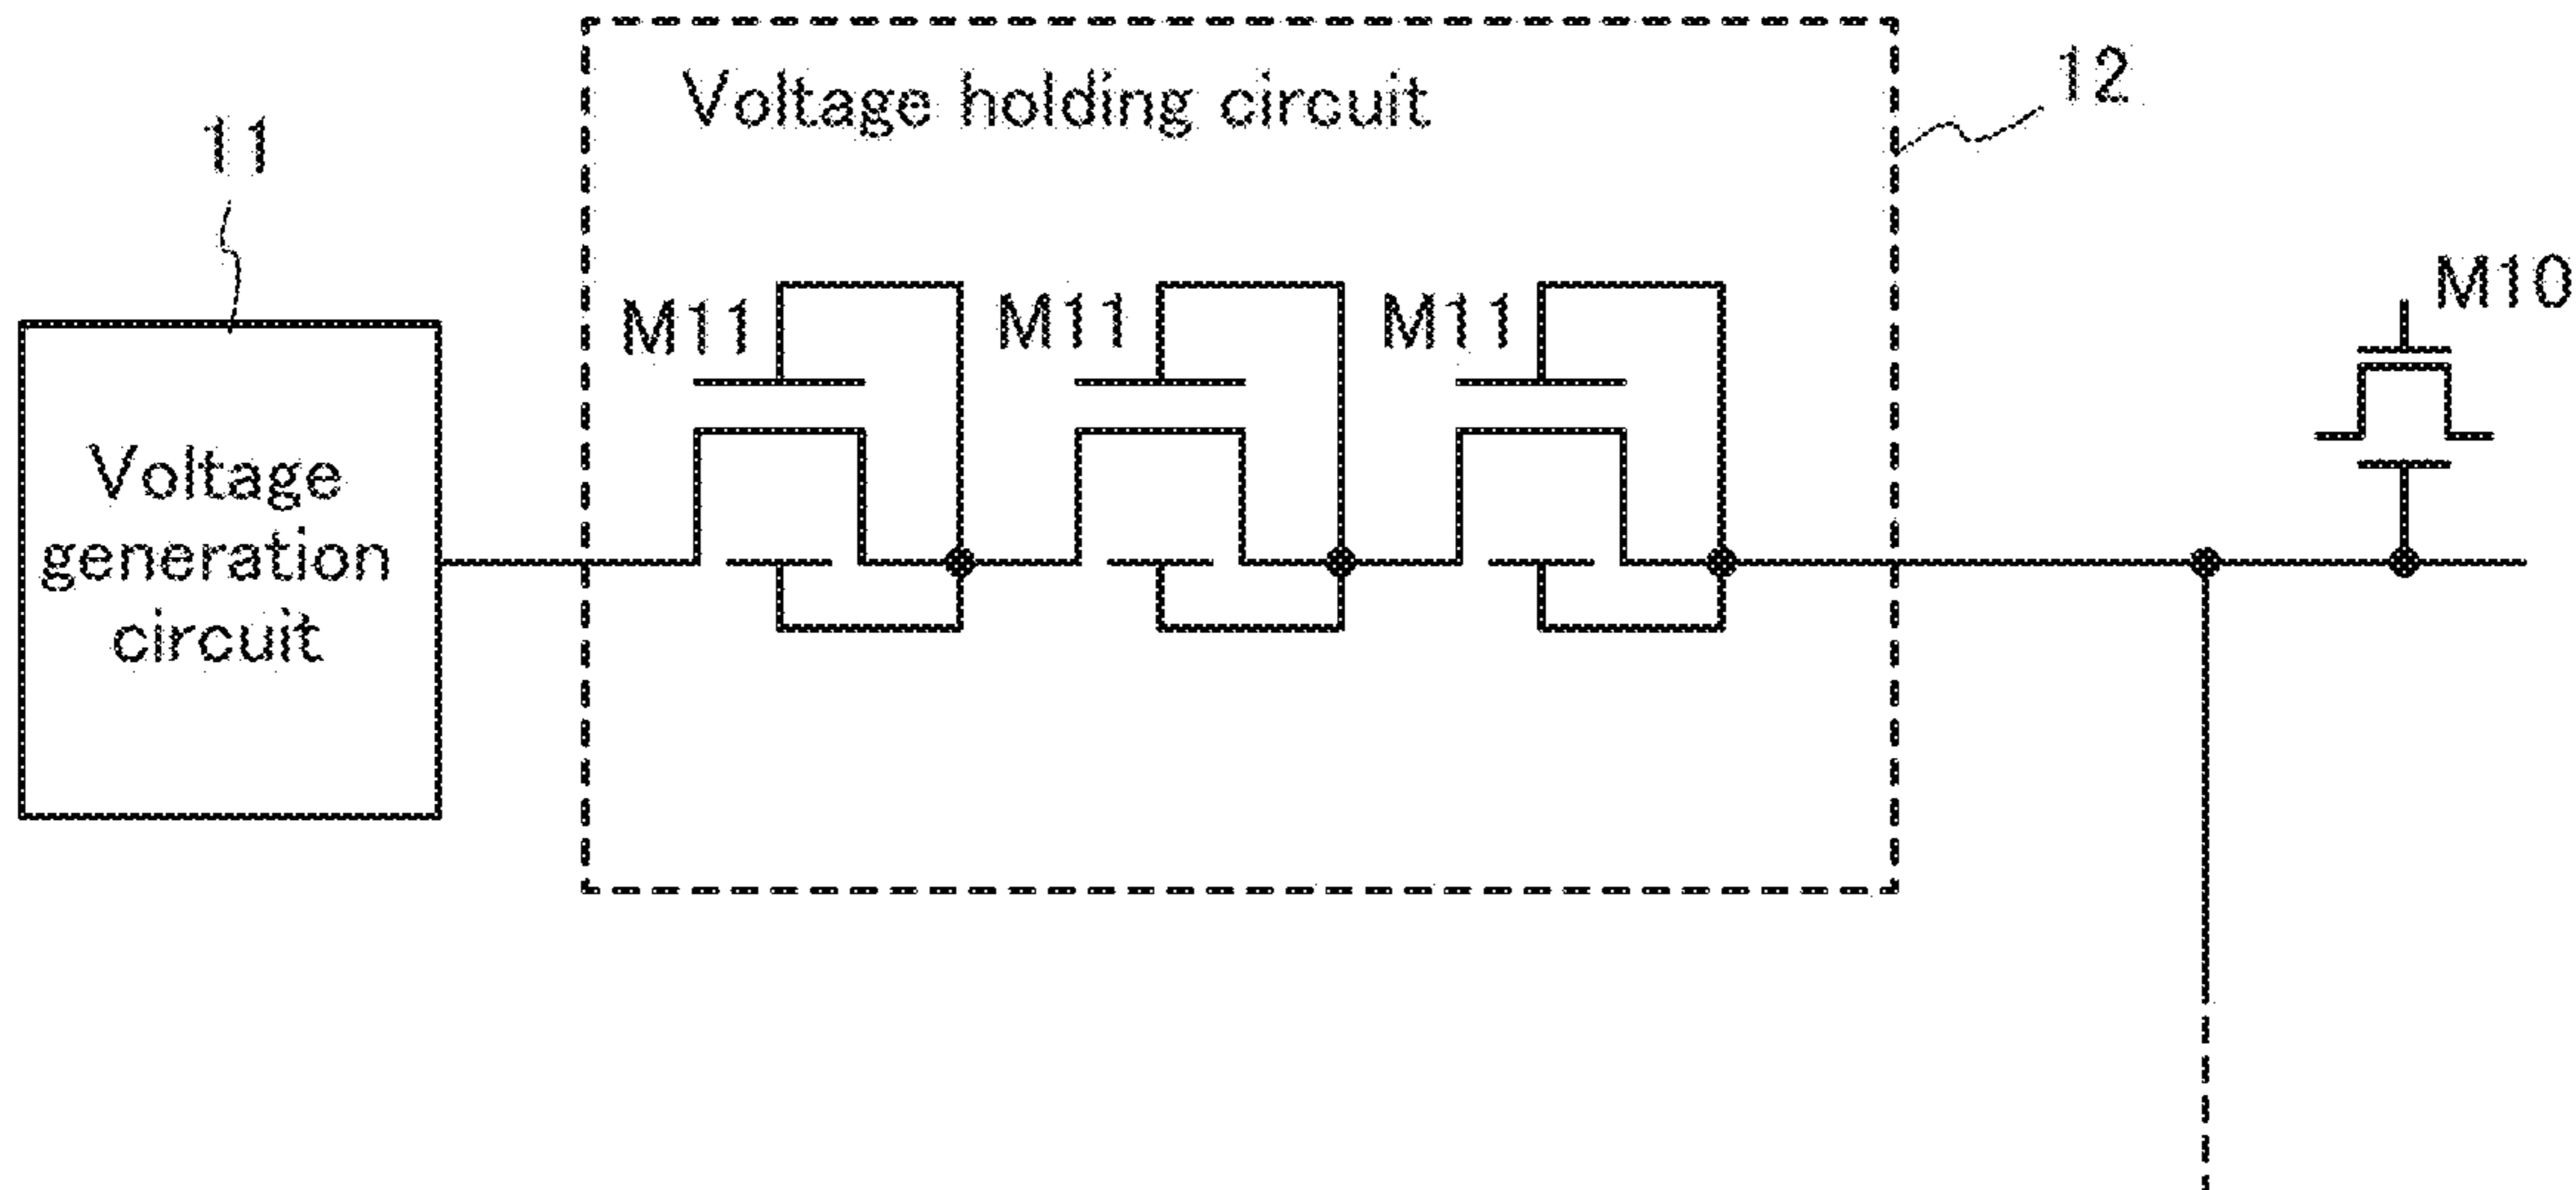 Voltage holding circuit
12
11
M10
M11
M11
M11
Voltage
generation
circuit